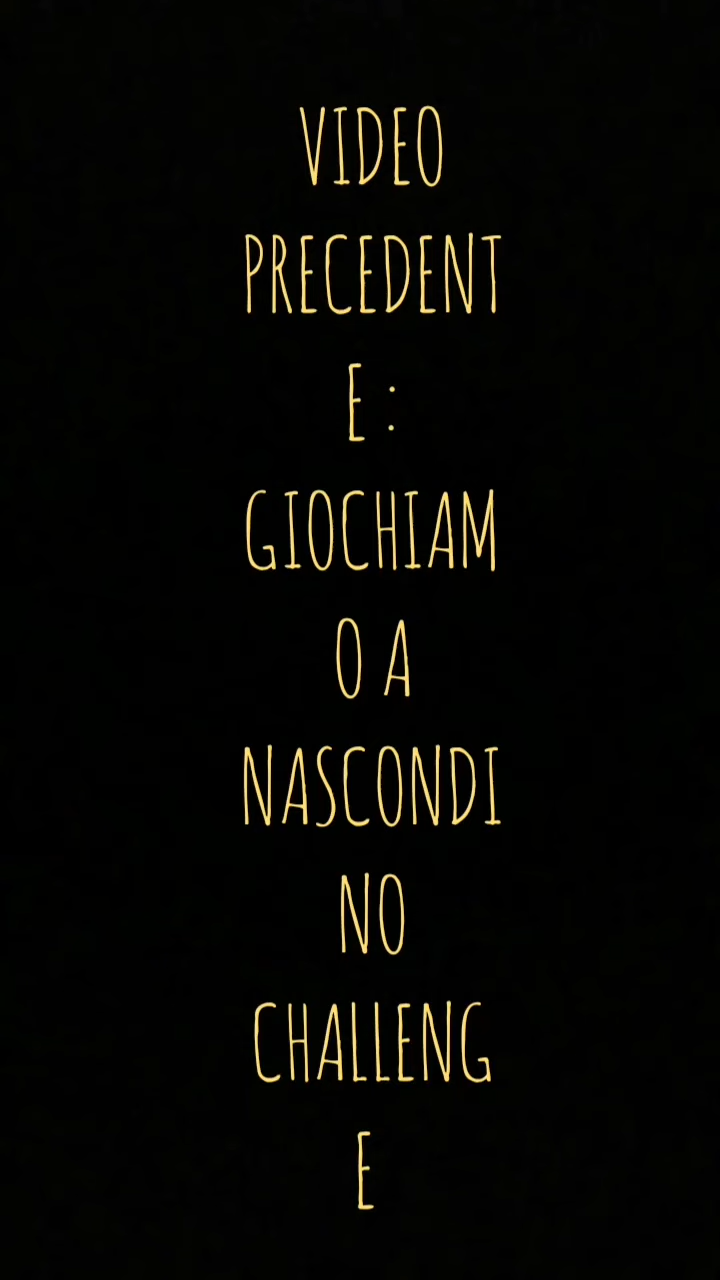 VIDEO
PRECEDENT
E :
GIOCHIAM
O A
NASCONDI
NO
CHALLENG
E